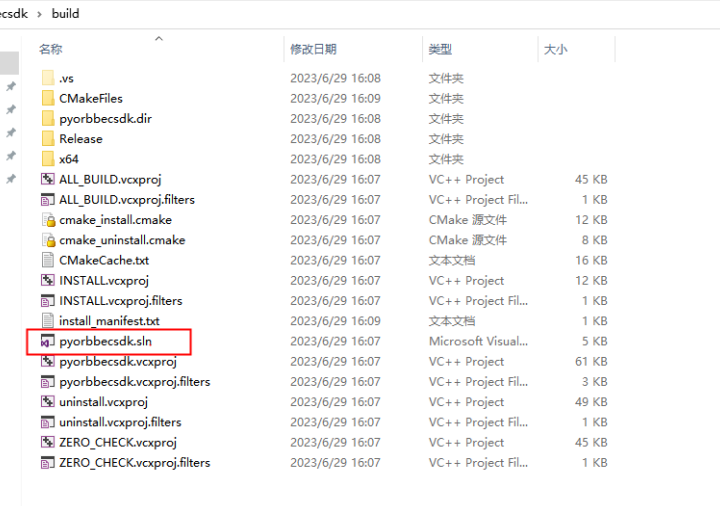 ecsdk › build
名称 修改日期 类型 大小
.vs 2023/6/29 16:08 文件夹
CMakeFiles 2023/6/29 16:09 文件夹
pyorbbecsdk.dir 2023/6/29 16:08 文件夹
Release 2023/6/29 16:08 文件夹
x64 2023/6/29 16:08 文件夹
ALL_BUILD.vcxproj 2023/6/29 16:07 VC++ Project 45 KB
ALL_BUILD.vcxproj.filters 2023/6/29 16:07 VC++ Project Fil... 1 KB
cmake_install.cmake 2023/6/29 16:07 CMake 源文件 12 KB
cmake_uninstall.cmake 2023/6/29 16:07 CMake 源文件 8 KB
CMakeCache.txt 2023/6/29 16:07 文本文档 16 KB
INSTALL.vcxproj 2023/6/29 16:07 VC++ Project 12 KB
INSTALL.vcxproj.filters 2023/6/29 16:07 VC++ Project Fil... 1 KB
install_manifest.txt 2023/6/29 16:09 文本文档 1 KB
pyorbbecsdk.sln 2023/6/29 16:07 Microsoft Visual... 5 KB
pyorbbecsdk.vcxproj 2023/6/29 16:07 VC++ Project 61 KB
pyorbbecsdk.vcxproj.filters 2023/6/29 16:07 VC++ Project Fil... 3 KB
uninstall.vcxproj 2023/6/29 16:07 VC++ Project 49 KB
uninstall.vcxproj.filters 2023/6/29 16:07 VC++ Project Fil... 1 KB
ZERO_CHECK.vcxproj 2023/6/29 16:07 VC++ Project 45 KB
ZERO_CHECK.vcxproj.filters 2023/6/29 16:07 VC++ Project Fil... 1 KB